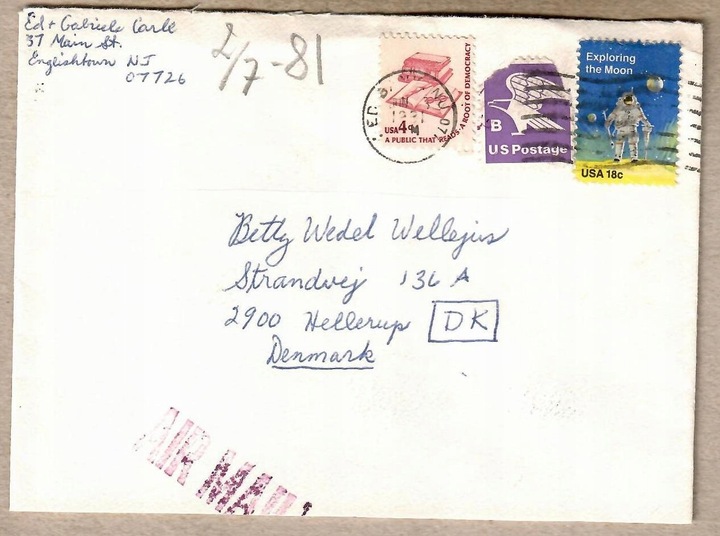 Ed + Gabriele Carle
37 Main St.
Englishtown NJ
07726
2/7-81
USA 4c
A PUBLIC THAT READS: A ROOT OF DEMOCRACY
B
US Postage
Exploring
the Moon
USA 18c
Betty Wedel Wellejus
Strandvej 136 A
2900 Hellerup DK
Denmark
AIR MAIL